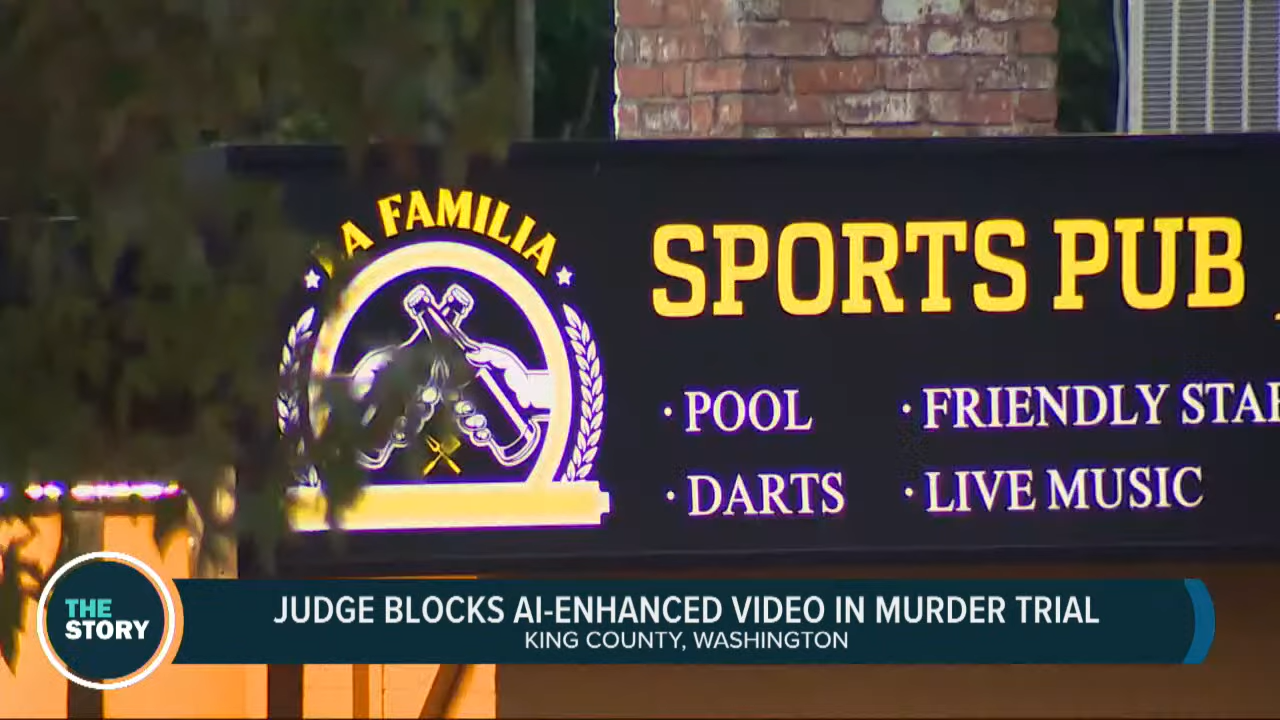 A FAMILIA
SPORTS PUB
· POOL
· FRIENDLY
· DARTS
· LIVE MUSIC
THE
STORY
JUDGE BLOCKS AI-ENHANCED VIDEO IN MURDER TRIAL
KING COUNTY, WASHINGTON